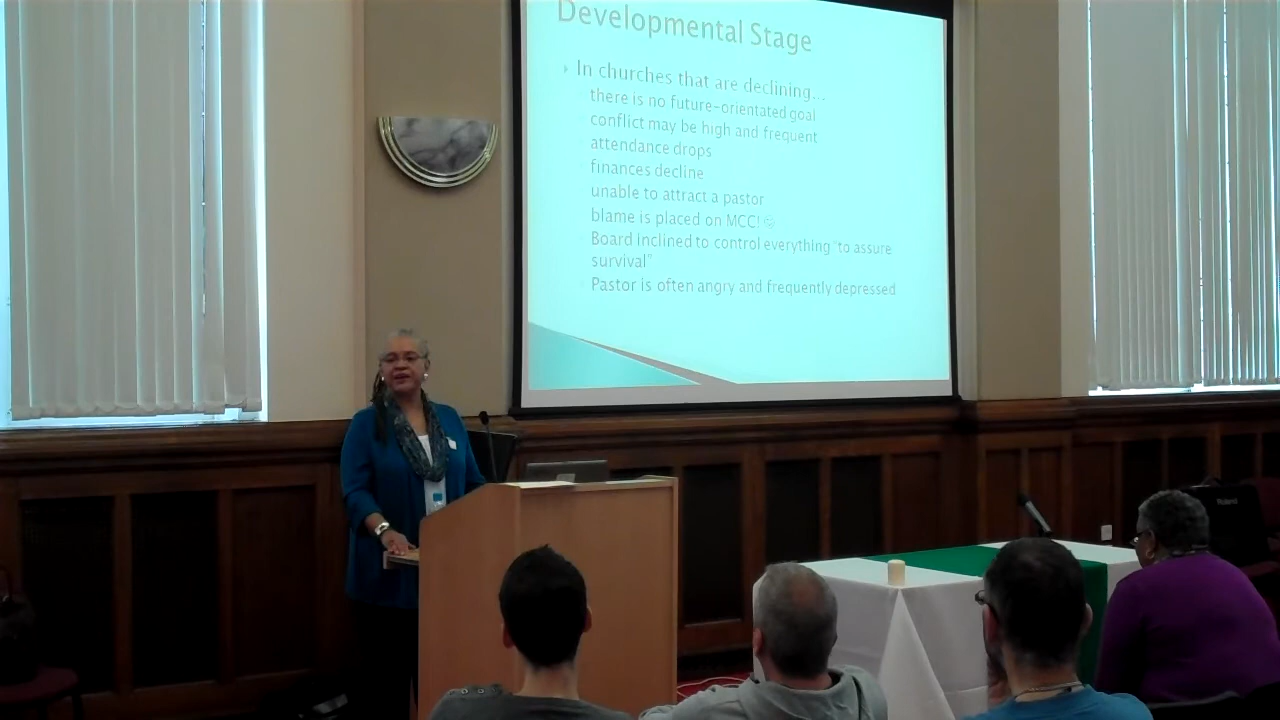 Developmental Stage
In churches that are declining...
there is no future-orientated goal
conflict may be high and frequent
attendance drops
finances decline
unable to attract a pastor
blame is placed on MCC! ☺
Board inclined to control everything "to assure
survival"
Pastor is often angry and frequently depressed
Roland